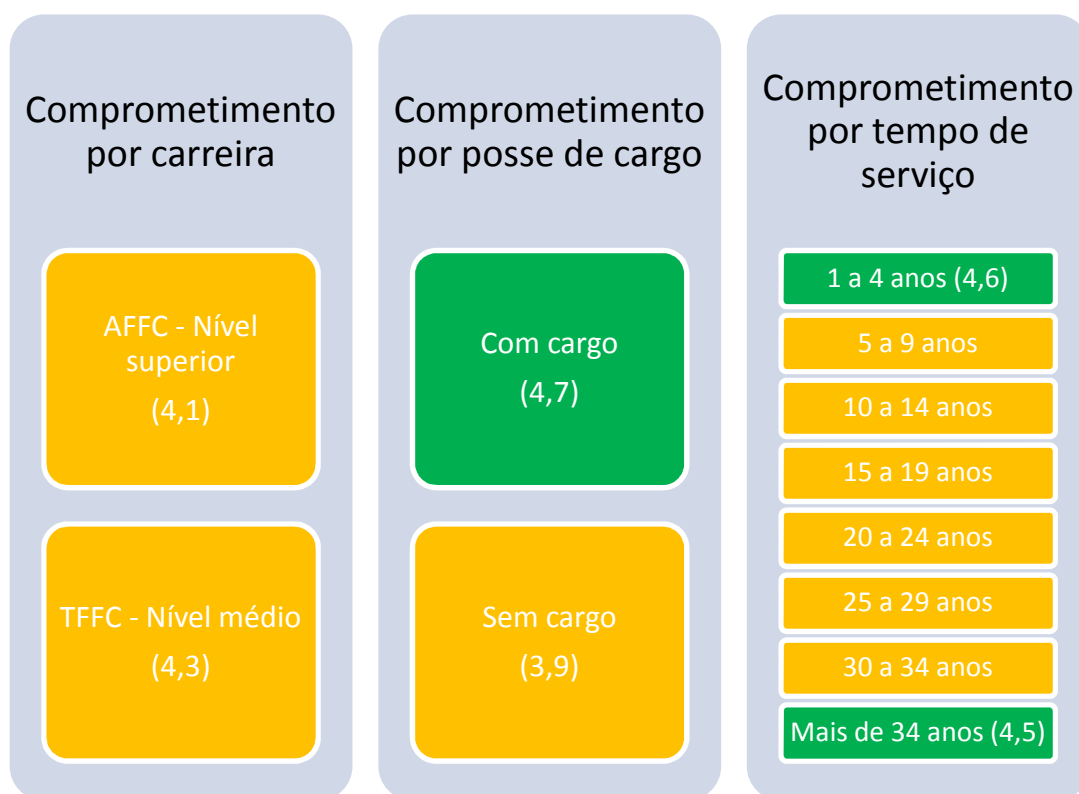 Comprometimento
por carreira
AFFC - Nível
superior
(4,1)
TFFC - Nível médio
(4,3)
Comprometimento
por posse de cargo
Com cargo
(4,7)
Sem cargo
(3,9)
Comprometimento
por tempo de
serviço
1 a 4 anos (4,6)
5 a 9 anos
10 a 14 anos
15 a 19 anos
20 a 24 anos
25 a 29 anos
30 a 34 anos
Mais de 34 anos (4,5)